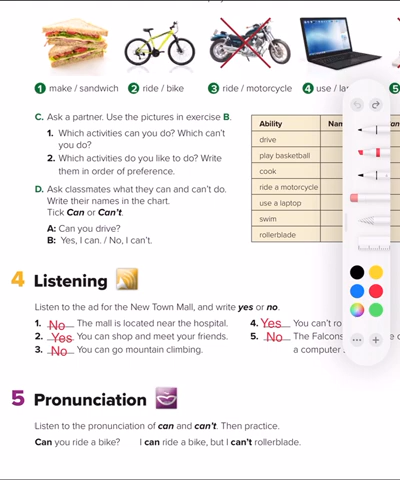 1 make / sandwich
2 ride / bike
3 ride / motorcycle
4 use /
5
C. Ask a partner. Use the pictures in exercise B.
1. Which activities can you do? Which can't
you do?
2. Which activities do you like to do? Write
them in order of preference.
D. Ask classmates what they can and can't do.
Write their names in the chart.
Tick Can or Can't.
A: Can you drive?
B: Yes, I can. / No, I can't.
Ability
drive
play basketball
cook
ride a motorcycle
use a laptop
swim
rollerblade
4 Listening
Listen to the ad for the New Town Mall, and write yes or no.
1. No The mall is located near the hospital.
2. Yes You can shop and meet your friends.
3. No You can go mountain climbing.
4. Yes You can't
5. No The Falcons
a computer
5 Pronunciation
Listen to the pronunciation of can and can't. Then practice.
Can you ride a bike? I can ride a bike, but I can't rollerblade.